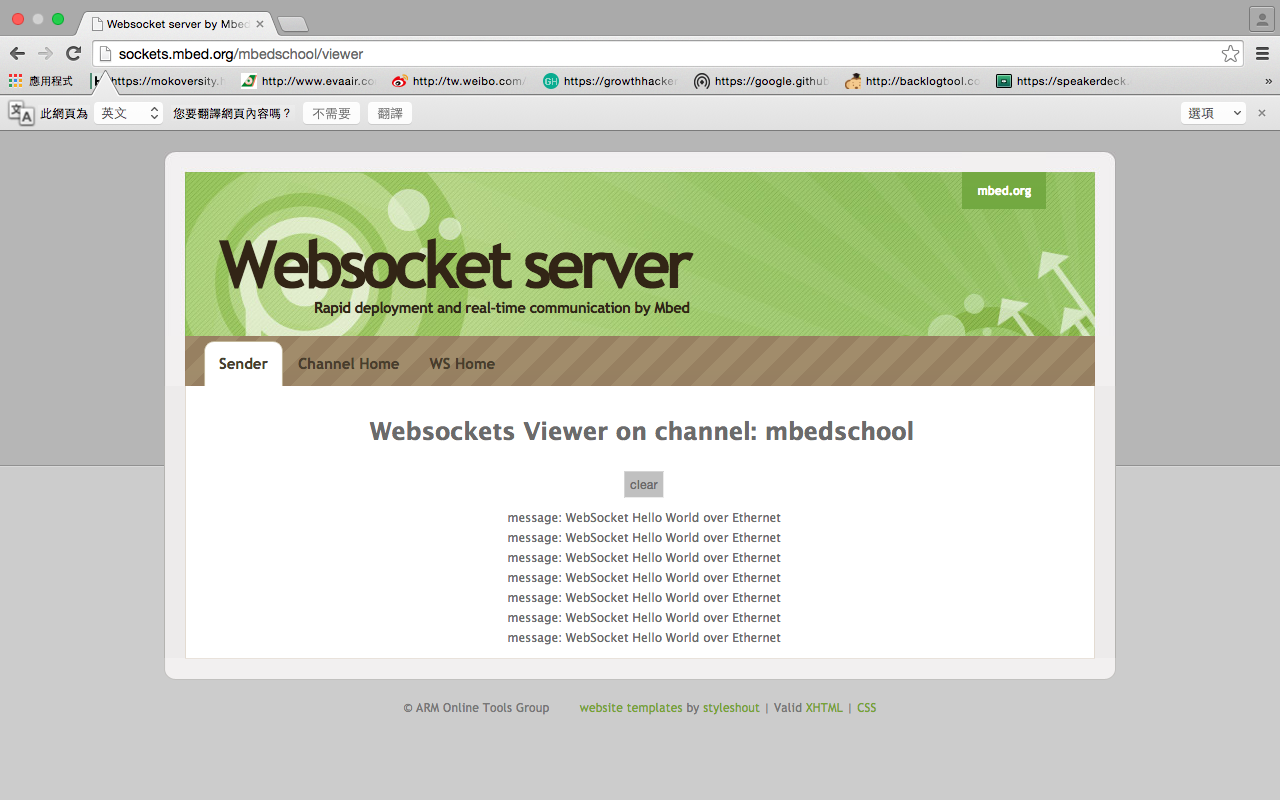 Websocket server by Mbed
sockets.mbed.org/mbedschool/viewer
應用程式 https://mokoversity.h http://www.evaair.co http://tw.weibo.com/ GH https://growthhacker https://google.github http://backlogtool.co https://speakerdeck. »
此網頁為 英文 您要翻譯網頁內容嗎? 不需要 翻譯 選項
mbed.org
Websocket server
Rapid deployment and real-time communication by Mbed
Sender Channel Home WS Home
Websockets Viewer on channel: mbedschool
clear
message: WebSocket Hello World over Ethernet
message: WebSocket Hello World over Ethernet
message: WebSocket Hello World over Ethernet
message: WebSocket Hello World over Ethernet
message: WebSocket Hello World over Ethernet
message: WebSocket Hello World over Ethernet
message: WebSocket Hello World over Ethernet
© ARM Online Tools Group website templates by styleshout | Valid XHTML | CSS